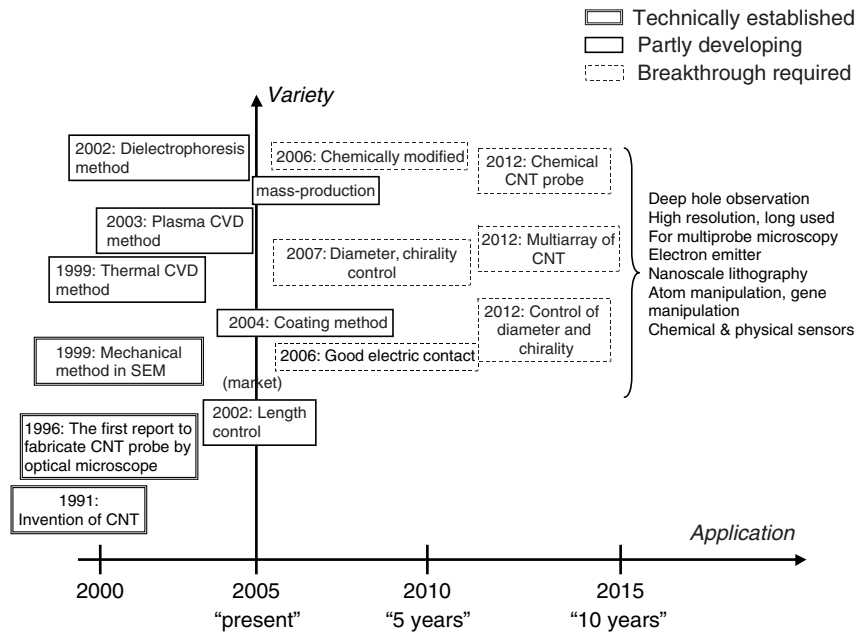 Technically established
Partly developing
Breakthrough required
Variety
2002: Dielectrophoresis
method
2006: Chemically modified
2012: Chemical
CNT probe
mass-production
2003: Plasma CVD
method
2007: Diameter, chirality
control
2012: Multiarray of
CNT
1999: Thermal CVD
method
2004: Coating method
2012: Control of
diameter and
chirality
1999: Mechanical
method in SEM
2006: Good electric contact
(market)
2002: Length
control
1996: The first report to
fabricate CNT probe by
optical microscope
1991:
Invention of CNT
Deep hole observation
High resolution, long used
For multiprobe microscopy
Electron emitter
Nanoscale lithography
Atom manipulation, gene
manipulation
Chemical & physical sensors
Application
2000
2005
2010
2015
“present”
“5 years”
“10 years”